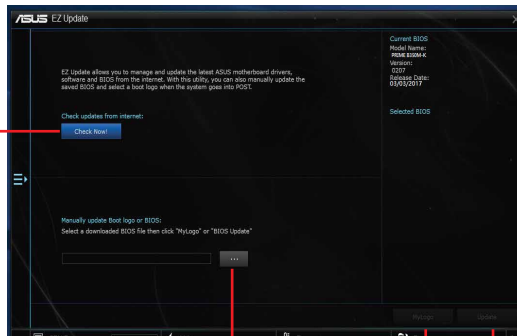 ASUS EZ Update
EZ Update allows you to manage and update the latest ASUS motherboard drivers,
software and BIOS from the internet. With this utility, you can also manually update the
saved BIOS and select a boot logo when the system goes into POST.
Check updates from internet:
Check Now!
Manually update Boot logo or BIOS:
Select a downloaded BIOS file then click "MyLogo" or "BIOS Update"
...
Current BIOS
Model Name:
PRIME B350M-K
Version:
0207
Release Date:
03/03/2017
Selected BIOS
MyLogo
Update